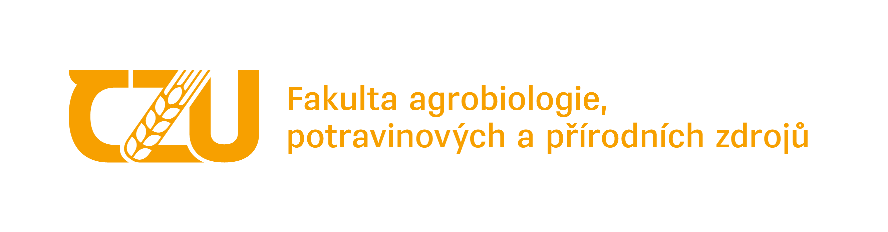 ČZU Fakulta agrobiologie,
potravinových a přírodních zdrojů